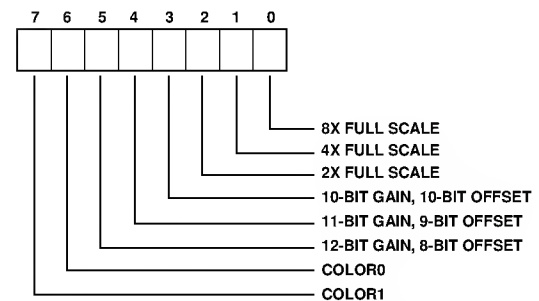 7 6 5 4 3 2 1 0
8X FULL SCALE
4X FULL SCALE
2X FULL SCALE
10-BIT GAIN, 10-BIT OFFSET
11-BIT GAIN, 9-BIT OFFSET
12-BIT GAIN, 8-BIT OFFSET
COLOR0
COLOR1